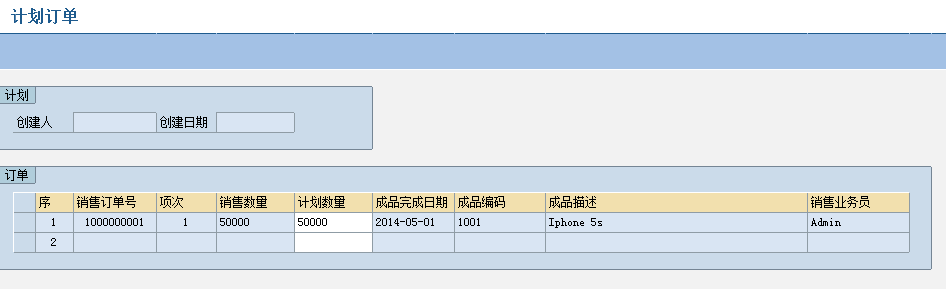 计划订单
计划
创建人 创建日期
订单
序 销售订单号 项次 销售数量 计划数量 成品完成日期 成品编码 成品描述 销售业务员
1 1000000001 1 50000 50000 2014-05-01 1001 Iphone 5s Admin
2